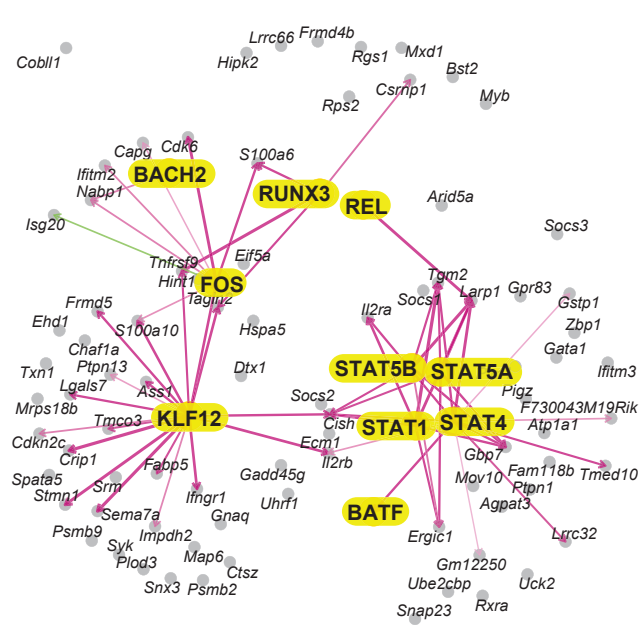 Lrrc66
Frmd4b
Cobll1
Hipk2
Rgs1
Mxd1
Bst2
Csrnp1
Rps2
Myb
Capg
Cdk6
S100a6
Ifitm2
BACH2
Nabp1
RUNX3
REL
Arid5a
Isg20
Socs3
Tnfrsf9
Eif5a
Hint1
FOS
Tgm2
Tagln2
Socs1
Larp1
Gpr83
Gstp1
Frmd5
Il2ra
Ehd1
S100a10
Hspa5
Zbp1
Chaf1a
Gata1
Txn1
Ptpn13
Dtx1
STAT5B
STAT5A
Ifitm3
Lgals7
Ass1
Pigz
Mrps18b
Socs2
F730043M19Rik
Tmco3
KLF12
Cish
STAT1
STAT4
Atp1a1
Cdkn2c
Ecm1
Crip1
Il2rb
Gbp7
Spata5
Fabp5
Gadd45g
Fam118b
Tmed10
Stmn1
Srm
Ifngr1
Uhrf1
Mov10
Ptpn1
Sema7a
BATF
Agpat3
Psmb9
Impdh2
Gnaq
Ergic1
Lrrc32
Syk
Map6
Plod3
Ctsz
Gm12250
Snx3
Psmb2
Ube2cbp
Uck2
Rxra
Snap23